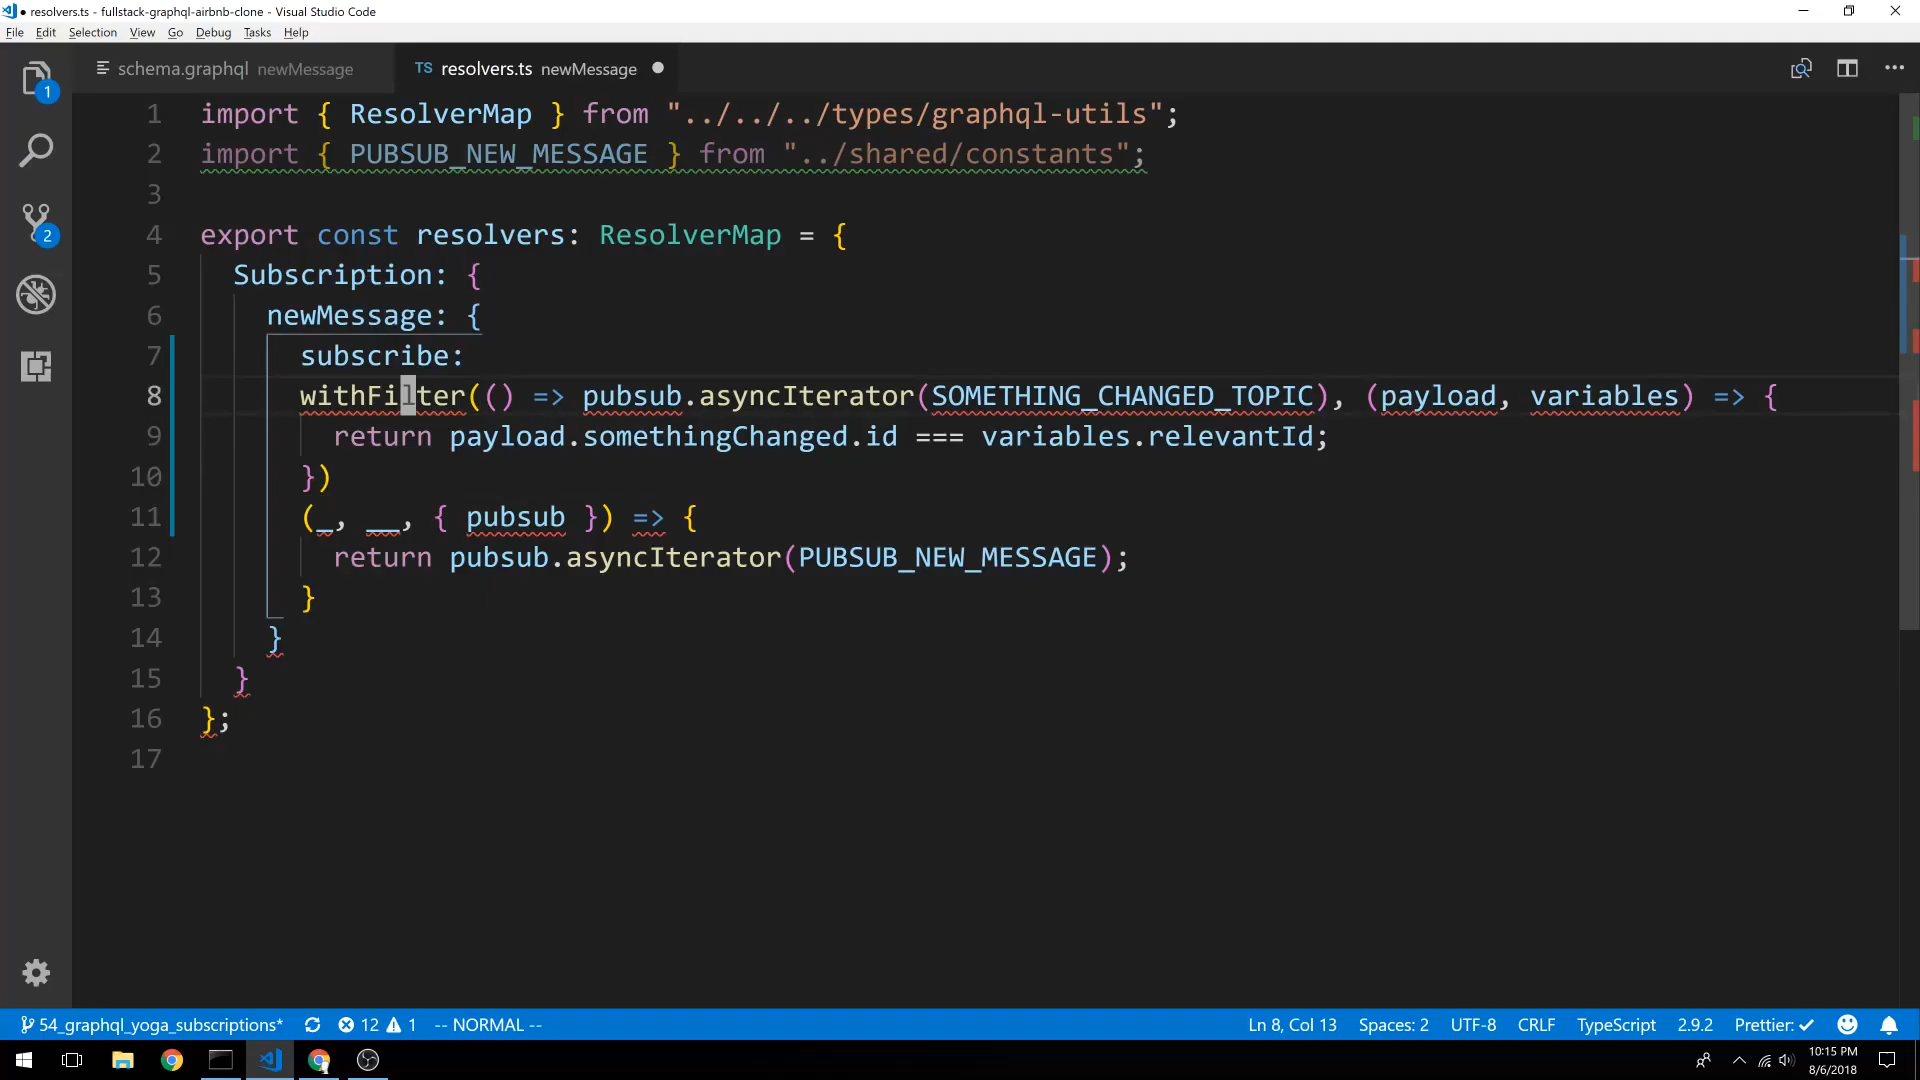 ● resolvers.ts - fullstack-graphql-airbnb-clone - Visual Studio Code
File Edit Selection View Go Debug Tasks Help
schema.graphql newMessage
TS resolvers.ts newMessage ●
1 import { ResolverMap } from "../../../types/graphql-utils";
2 import { PUBSUB_NEW_MESSAGE } from "../shared/constants";
3
4 export const resolvers: ResolverMap = {
5 Subscription: {
6 newMessage: {
7 subscribe:
8 withFilter(() => pubsub.asyncIterator(SOMETHING_CHANGED_TOPIC), (payload, variables) => {
9 return payload.somethingChanged.id === variables.relevantId;
10 })
11 (_, __, { pubsub }) => {
12 return pubsub.asyncIterator(PUBSUB_NEW_MESSAGE);
13 }
14 }
15 }
16 };
17
1
2
54_graphql_yoga_subscriptions* 12 1 -- NORMAL -- Ln 8, Col 13 Spaces: 2 UTF-8 CRLF TypeScript 2.9.2 Prettier: ✓
10:15 PM
8/6/2018